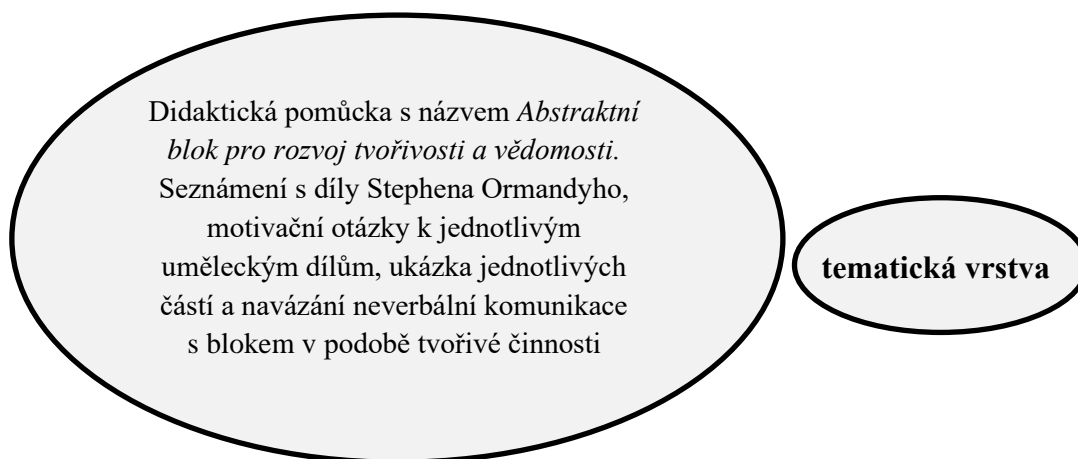 Didaktická pomůcka s názvem Abstraktní
blok pro rozvoj tvořivosti a vědomosti.
Seznámení s díly Stephena Ormandyho,
motivační otázky k jednotlivým
uměleckým dílům, ukázka jednotlivých
částí a navázání neverbální komunikace
s blokem v podobě tvořivé činnosti
tematická vrstva